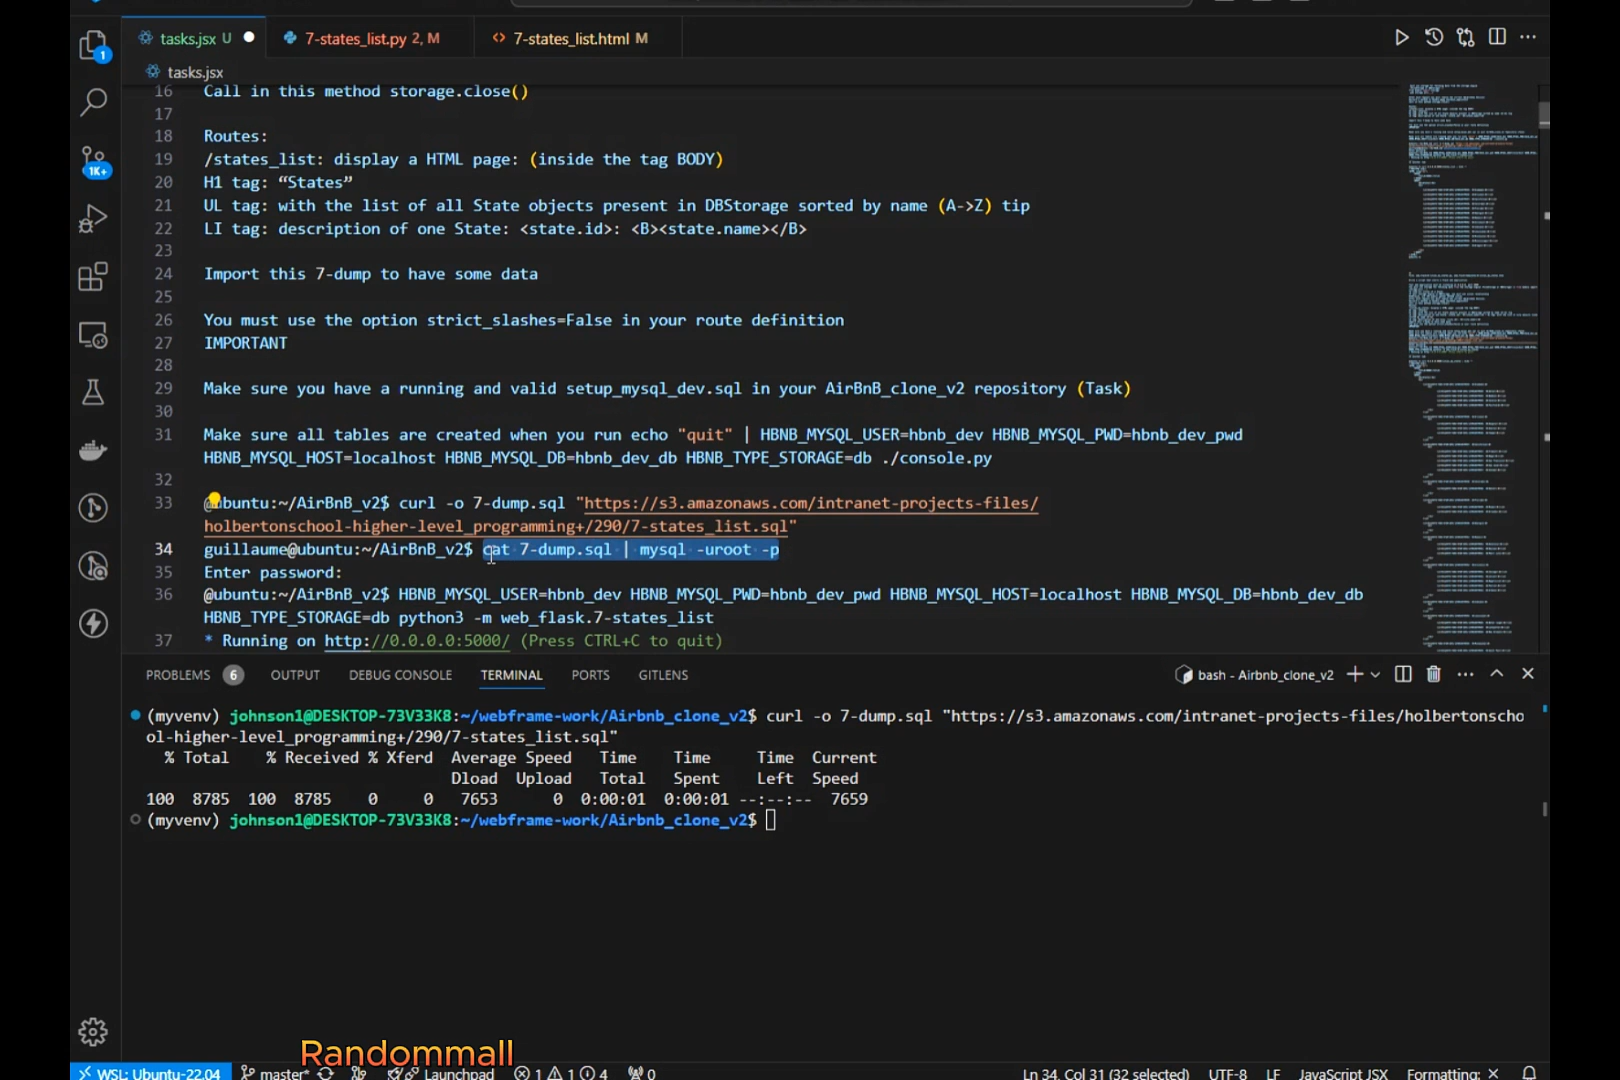 tasks.jsx U
7-states_list.py 2, M
7-states_list.html M
1
tasks.jsx
16 Call in this method storage.close()
17
18 Routes:
19 /states_list: display a HTML page: (inside the tag BODY)
20 H1 tag: “States”
21 UL tag: with the list of all State objects present in DBStorage sorted by name (A->Z) tip
22 LI tag: description of one State: <state.id>: <B><state.name></B>
23
24 Import this 7-dump to have some data
25
26 You must use the option strict_slashes=False in your route definition
27 IMPORTANT
28
29 Make sure you have a running and valid setup_mysql_dev.sql in your AirBnB_clone_v2 repository (Task)
30
31 Make sure all tables are created when you run echo "quit" | HBNB_MYSQL_USER=hbnb_dev HBNB_MYSQL_PWD=hbnb_dev_pwd
HBNB_MYSQL_HOST=localhost HBNB_MYSQL_DB=hbnb_dev_db HBNB_TYPE_STORAGE=db ./console.py
32
33 @ubuntu:~/AirBnB_v2$ curl -o 7-dump.sql "https://s3.amazonaws.com/intranet-projects-files/
holbertonschool-higher-level_programming+/290/7-states_list.sql"
34 guillaume@ubuntu:~/AirBnB_v2$ cat 7-dump.sql | mysql -uroot -p
35 Enter password:
36 @ubuntu:~/AirBnB_v2$ HBNB_MYSQL_USER=hbnb_dev HBNB_MYSQL_PWD=hbnb_dev_pwd HBNB_MYSQL_HOST=localhost HBNB_MYSQL_DB=hbnb_dev_db
HBNB_TYPE_STORAGE=db python3 -m web_flask.7-states_list
37 * Running on http://0.0.0.0:5000/ (Press CTRL+C to quit)
1K+
PROBLEMS 6 OUTPUT DEBUG CONSOLE TERMINAL PORTS GITLENS
bash - Airbnb_clone_v2
(myvenv) johnson1@DESKTOP-73V33K8:~/webframe-work/Airbnb_clone_v2$ curl -o 7-dump.sql "https://s3.amazonaws.com/intranet-projects-files/holbertonscho
ol-higher-level_programming+/290/7-states_list.sql"
% Total % Received % Xferd Average Speed Time Time Time Current
Dload Upload Total Spent Left Speed
100 8785 100 8785 0 0 7653 0 0:00:01 0:00:01 --:--:-- 7659
(myvenv) johnson1@DESKTOP-73V33K8:~/webframe-work/Airbnb_clone_v2$
Randommall
WSL: Ubuntu-22.04 master* Launchpad 1 1 4 0 Ln 34, Col 31 (32 selected) UTF-8 LF JavaScript JSX Formatting: ×